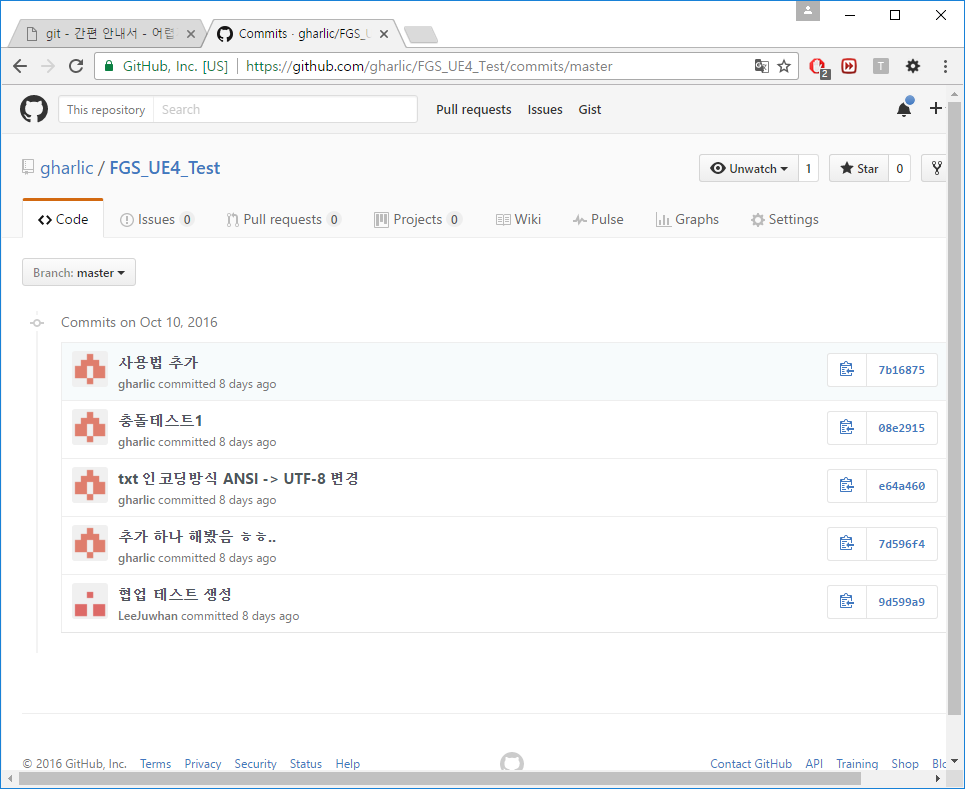 git - 간편 안내서 - 어렵
Commits · gharlic/FGS_U
GitHub, Inc. [US] | https://github.com/gharlic/FGS_UE4_Test/commits/master
2
T
This repository Search Pull requests Issues Gist
gharlic / FGS_UE4_Test
Unwatch 1 Star 0
Code Issues 0 Pull requests 0 Projects 0 Wiki Pulse Graphs Settings
Branch: master
Commits on Oct 10, 2016
사용법 추가
gharlic committed 8 days ago
7b16875
충돌테스트1
gharlic committed 8 days ago
08e2915
txt 인코딩방식 ANSI -> UTF-8 변경
gharlic committed 8 days ago
e64a460
추가 하나 해봤음 ㅎㅎ..
gharlic committed 8 days ago
7d596f4
협업 테스트 생성
LeeJuwhan committed 8 days ago
9d599a9
© 2016 GitHub, Inc. Terms Privacy Security Status Help Contact GitHub API Training Shop Blo